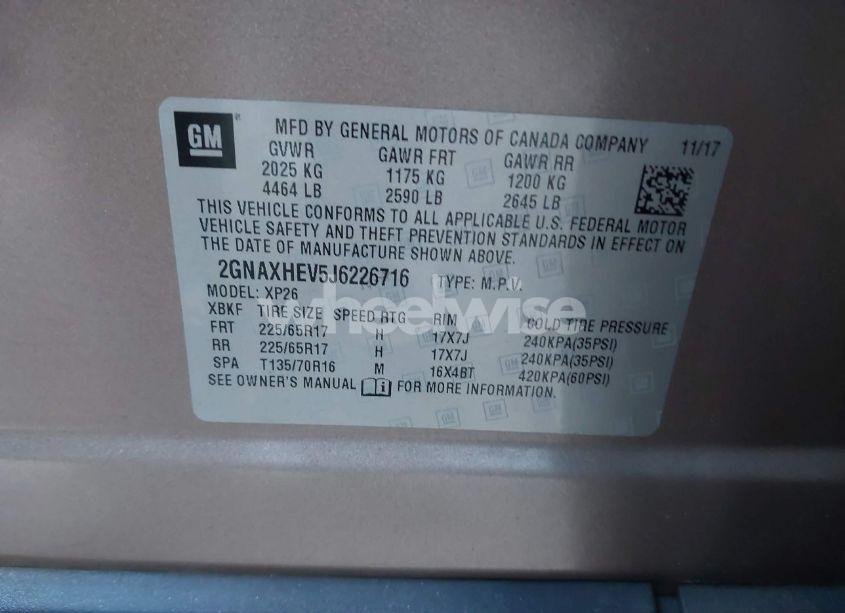 GM
MFD BY GENERAL MOTORS OF CANADA COMPANY 11/17
GVWR GAWR FRT GAWR RR
2025 KG 1175 KG 1200 KG
4464 LB 2590 LB 2645 LB
THIS VEHICLE CONFORMS TO ALL APPLICABLE U.S. FEDERAL MOTOR
VEHICLE SAFETY AND THEFT PREVENTION STANDARDS IN EFFECT ON
THE DATE OF MANUFACTURE SHOWN ABOVE.
2GNAXHEV5J6226716 TYPE: M.P.V.
MODEL: XP26
wheelwise
XBKF TIRE SIZE SPEED RTG RIM COLD TIRE PRESSURE
FRT 225/65R17 H 17X7J 240KPA(35PSI)
RR 225/65R17 H 17X7J 240KPA(35PSI)
SPA T135/70R16 M 16X4BT 420KPA(60PSI)
SEE OWNER'S MANUAL FOR MORE INFORMATION.